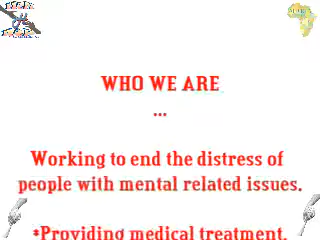 WHO WE ARE
...
Working to end the distress of
people with mental related issues.
*Providing medical treatment.